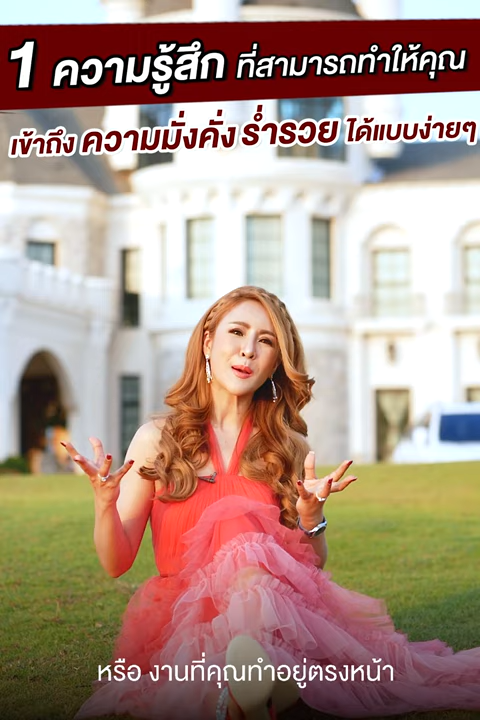 1 ความรู้สึก ที่สามารถทำให้คุณ
เข้าถึง ความมั่งคั่ง ร่ำรวย ได้แบบง่ายๆ
หรือ งานที่คุณทำอยู่ตรงหน้า